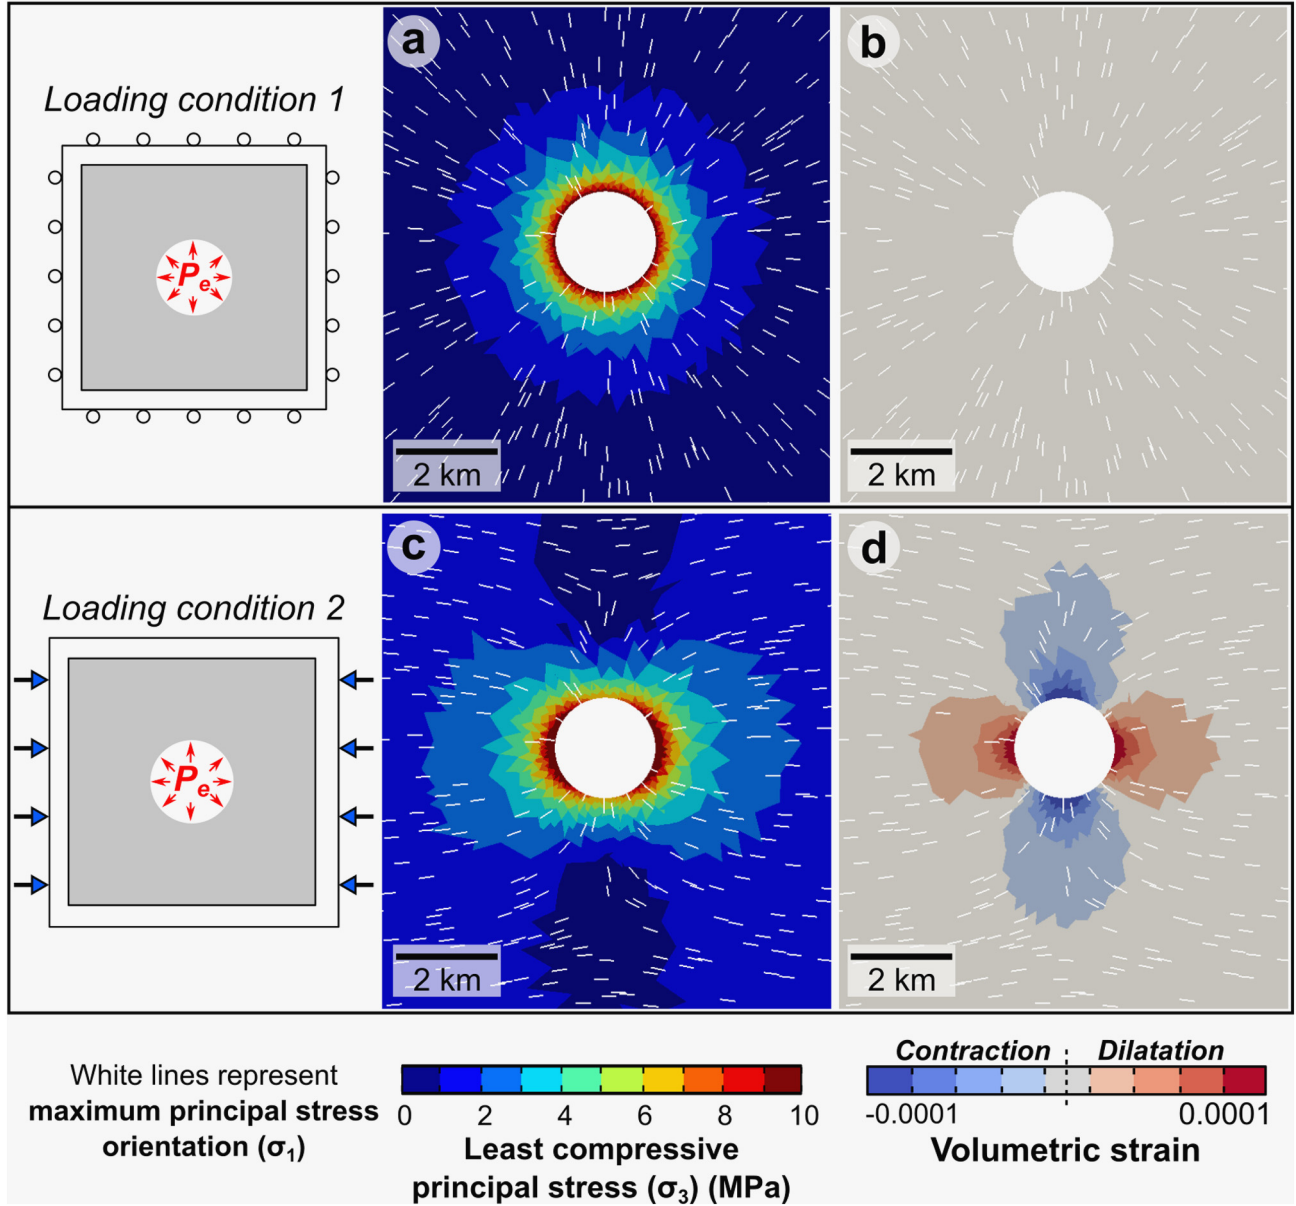 Loading condition 1
Pe
a
2 km
b
2 km
Loading condition 2
Pe
c
2 km
d
2 km
White lines represent
maximum principal stress
orientation (σ₁)
0 2 4 6 8 10
Least compressive
principal stress (σ₃) (MPa)
Contraction Dilatation
-0.0001 0.0001
Volumetric strain